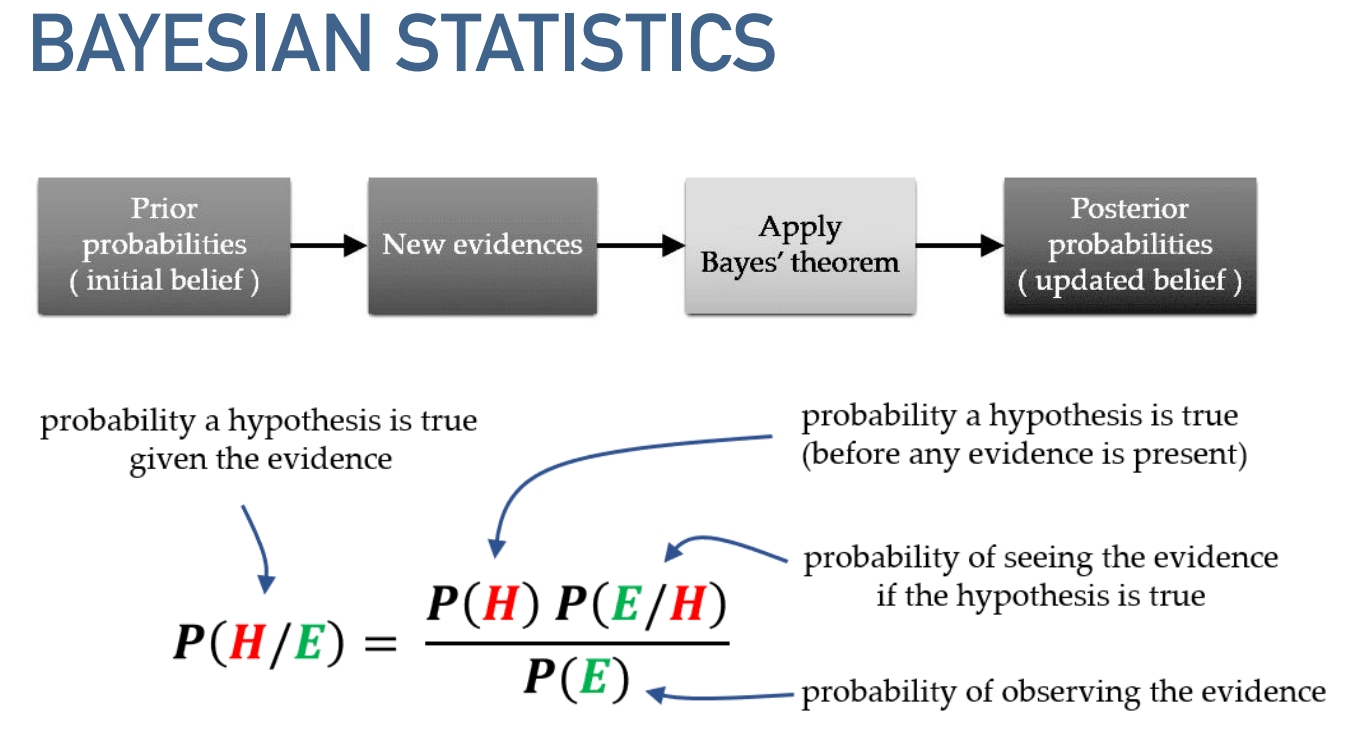 BAYESIAN STATISTICS
Prior
probabilities
( initial belief )
New evidences
Apply
Bayes’ theorem
Posterior
probabilities
( updated belief )
probability a hypothesis is true
given the evidence
probability a hypothesis is true
(before any evidence is present)
probability of seeing the evidence
if the hypothesis is true
P(H) P(E/H)
P(H/E) =
P(E)
probability of observing the evidence